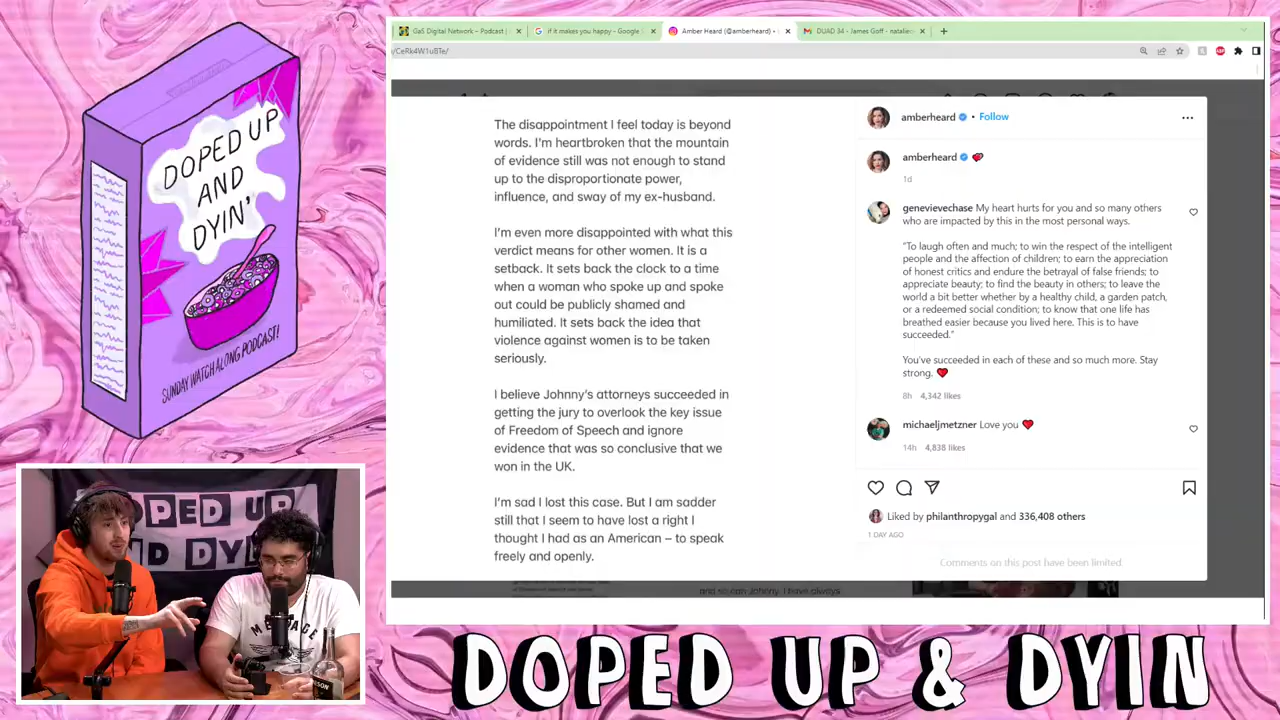 DOPED UP
AND
DYIN'
SUNDAY WATCH ALONG PODCAST!
DOPED UP
ND DYIN
GaS Digital Network – Podcast |
if it makes you happy - Google
Amber Heard (@amberheard) •
DUAD 34 - James Goff - natalie
/CeRk4W1uBTe/
The disappointment I feel today is beyond
words. I'm heartbroken that the mountain
of evidence still was not enough to stand
up to the disproportionate power,
influence, and sway of my ex-husband.
I'm even more disappointed with what this
verdict means for other women. It is a
setback. It sets back the clock to a time
when a woman who spoke up and spoke
out could be publicly shamed and
humiliated. It sets back the idea that
violence against women is to be taken
seriously.
I believe Johnny's attorneys succeeded in
getting the jury to overlook the key issue
of Freedom of Speech and ignore
evidence that was so conclusive that we
won in the UK.
I'm sad I lost this case. But I am sadder
still that I seem to have lost a right I
thought I had as an American – to speak
freely and openly.
amberheard • Follow
amberheard
1d
genevievechase My heart hurts for you and so many others
who are impacted by this in the most personal ways.
"To laugh often and much; to win the respect of the intelligent
people and the affection of children; to earn the appreciation
of honest critics and endure the betrayal of false friends; to
appreciate beauty; to find the beauty in others; to leave the
world a bit better whether by a healthy child, a garden patch,
or a redeemed social condition; to know that one life has
breathed easier because you lived here. This is to have
succeeded."
You've succeeded in each of these and so much more. Stay
strong.
8h 4,342 likes
michaeljmetzner Love you
14h 4,838 likes
Liked by philanthropygal and 336,408 others
1 DAY AGO
Comments on this post have been limited
DOPED UP & DYIN